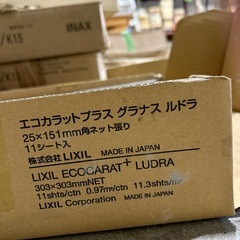 /K15
INAX
エコカラットプラス グラナス ルドラ
25×151mm角ネット張り
11シート入
株式会社 LIXIL MADE IN JAPAN
LIXIL ECOCARAT+ LUDRA
303×303mmNET
11shts/ctn 0.97m/ctn 11.3shts/m
LIXIL Corporation MADE IN JAPAN